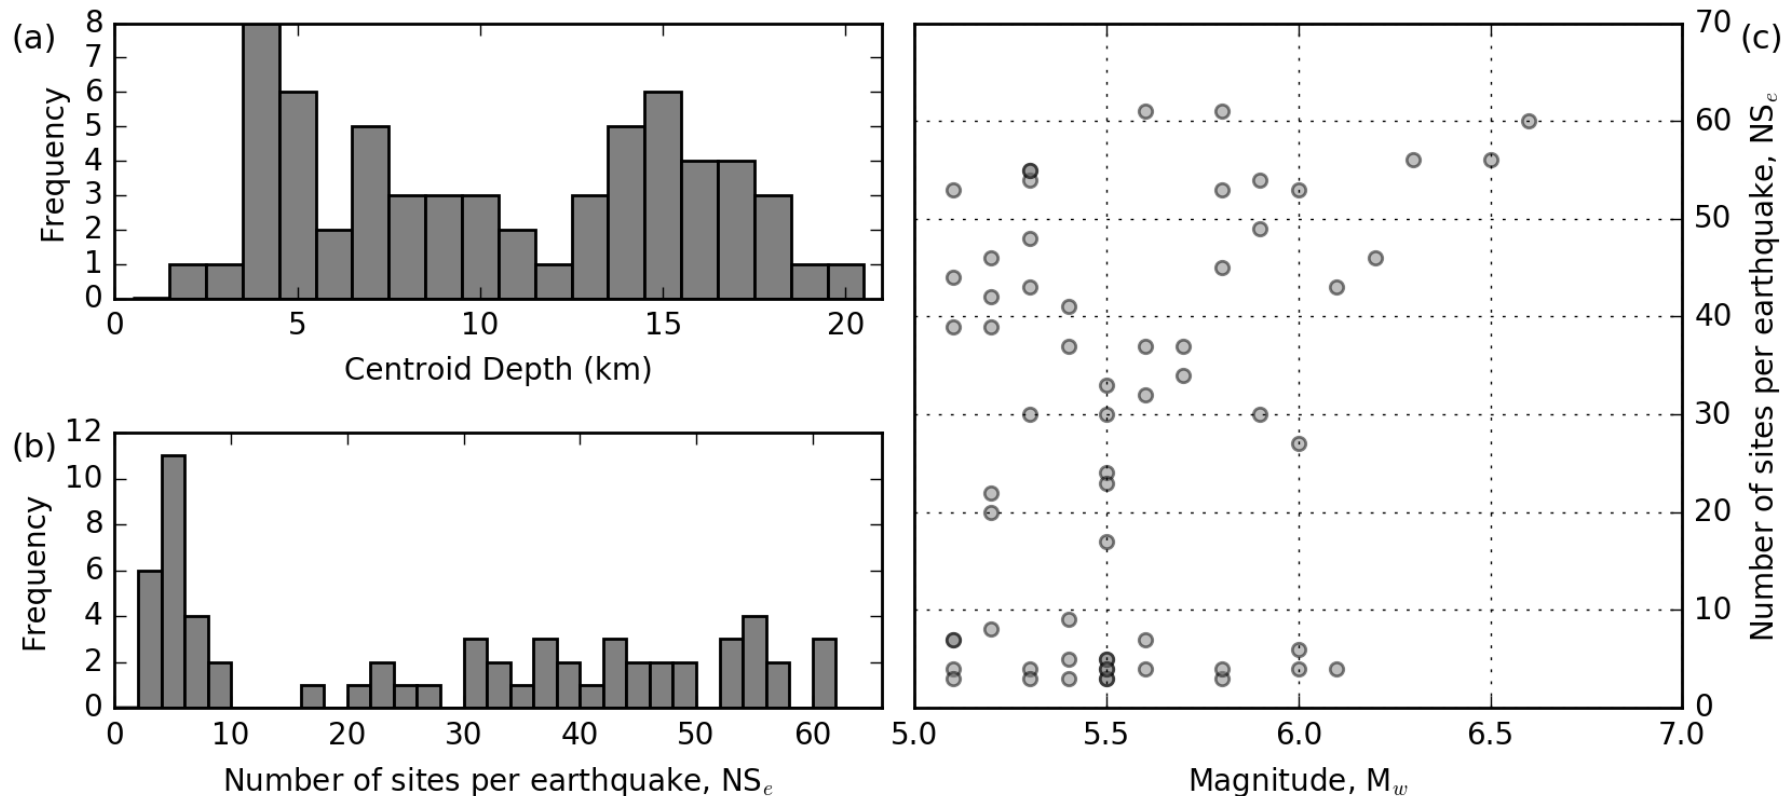 (a)
8
7
6
5
4
3
2
1
0
Frequency
0 5 10 15 20
Centroid Depth (km)
(b)
12
10
8
6
4
2
0
Frequency
0 10 20 30 40 50 60
Number of sites per earthquake, NSₑ
(c)
70
60
50
40
30
20
10
0
Number of sites per earthquake, NSₑ
5.0 5.5 6.0 6.5 7.0
Magnitude, M_w